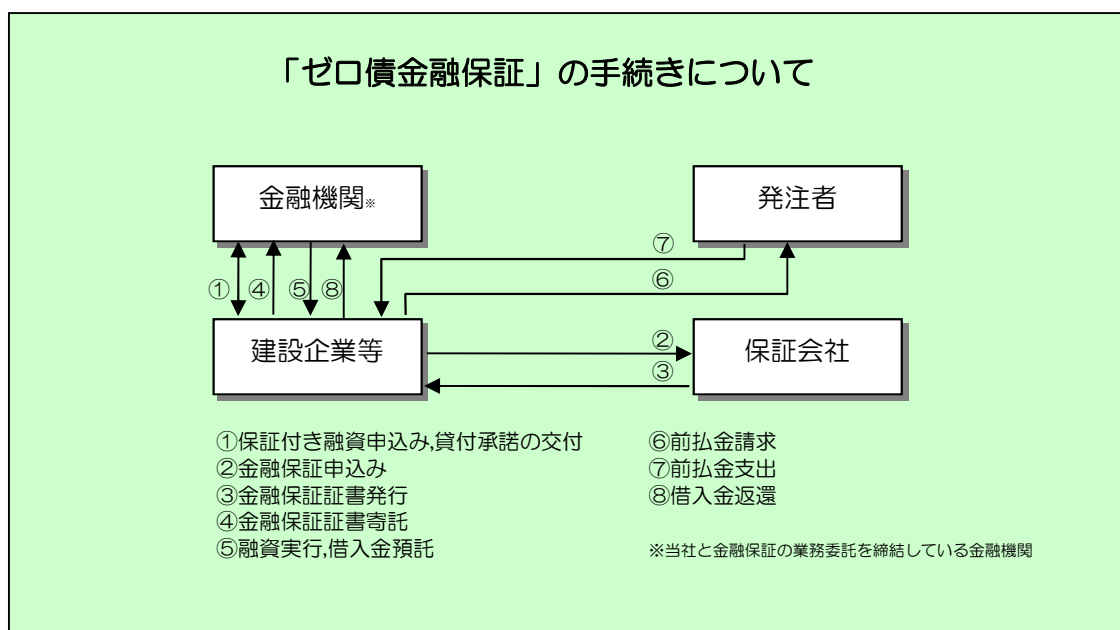 「ゼロ債金融保証」の手続きについて
金融機関※
発注者
⑦
⑥
①
④
⑤
⑧
建設企業等
②
③
保証会社
①保証付き融資申込み,貸付承諾の交付
②金融保証申込み
③金融保証証書発行
④金融保証証書寄託
⑤融資実行,借入金預託
⑥前払金請求
⑦前払金支出
⑧借入金返還
※当社と金融保証の業務委託を締結している金融機関